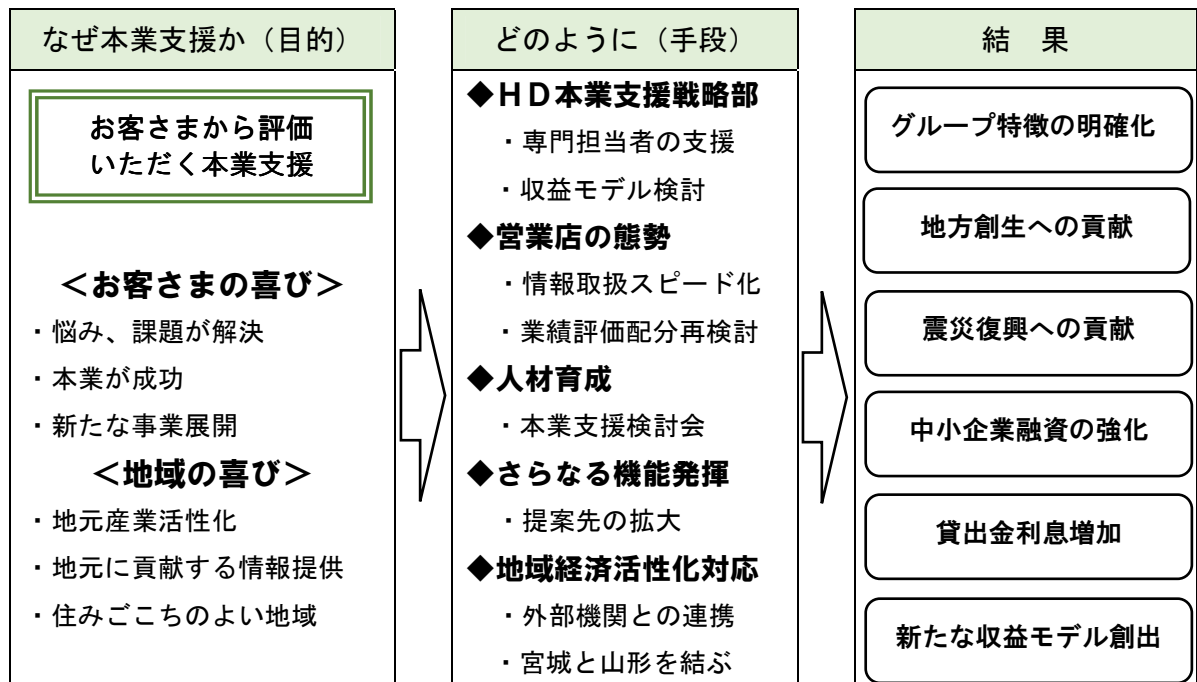 なぜ本業支援か（目的）
お客さまから評価
いただく本業支援
＜お客さまの喜び＞
・悩み、課題が解決
・本業が成功
・新たな事業展開
＜地域の喜び＞
・地元産業活性化
・地元に貢献する情報提供
・住みごこちのよい地域
どのように（手段）
◆ＨＤ本業支援戦略部
・専門担当者の支援
・収益モデル検討
◆営業店の態勢
・情報取扱スピード化
・業績評価配分再検討
◆人材育成
・本業支援検討会
◆さらなる機能発揮
・提案先の拡大
◆地域経済活性化対応
・外部機関との連携
・宮城と山形を結ぶ
結　果
グループ特徴の明確化
地方創生への貢献
震災復興への貢献
中小企業融資の強化
貸出金利息増加
新たな収益モデル創出